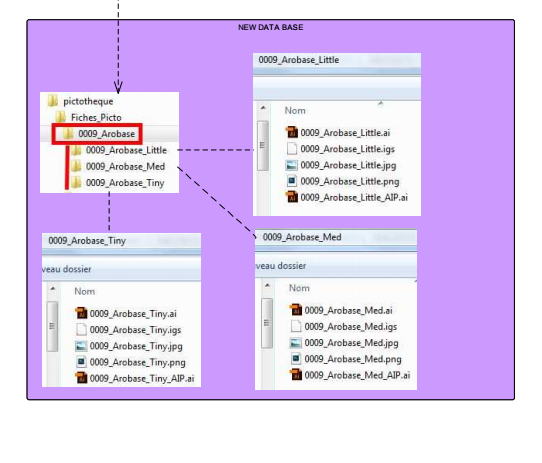 NEW DATA BASE
0009_Arobase_Little
Nom
0009_Arobase_Little.ai
0009_Arobase_Little.igs
0009_Arobase_Little.jpg
0009_Arobase_Little.png
0009_Arobase_Little_AIP.ai
pictotheque
Fiches_Picto
0009_Arobase
0009_Arobase_Little
0009_Arobase_Med
0009_Arobase_Tiny
0009_Arobase_Tiny
veau dossier
Nom
0009_Arobase_Tiny.ai
0009_Arobase_Tiny.igs
0009_Arobase_Tiny.jpg
0009_Arobase_Tiny.png
0009_Arobase_Tiny_AIP.ai
0009_Arobase_Med
veau dossier
Nom
0009_Arobase_Med.ai
0009_Arobase_Med.igs
0009_Arobase_Med.jpg
0009_Arobase_Med.png
0009_Arobase_Med_AIP.ai